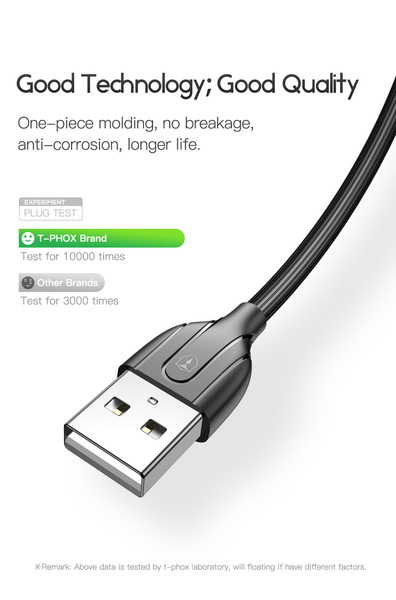 Good Technology; Good Quality
One-piece molding, no breakage,
anti-corrosion, longer life.
EXPERIMENT
PLUG TEST
T-PHOX Brand
Test for 10000 times
Other Brands
Test for 3000 times
※Remark: Above data is tested by t-phox laboratory, will floating if have different factors.